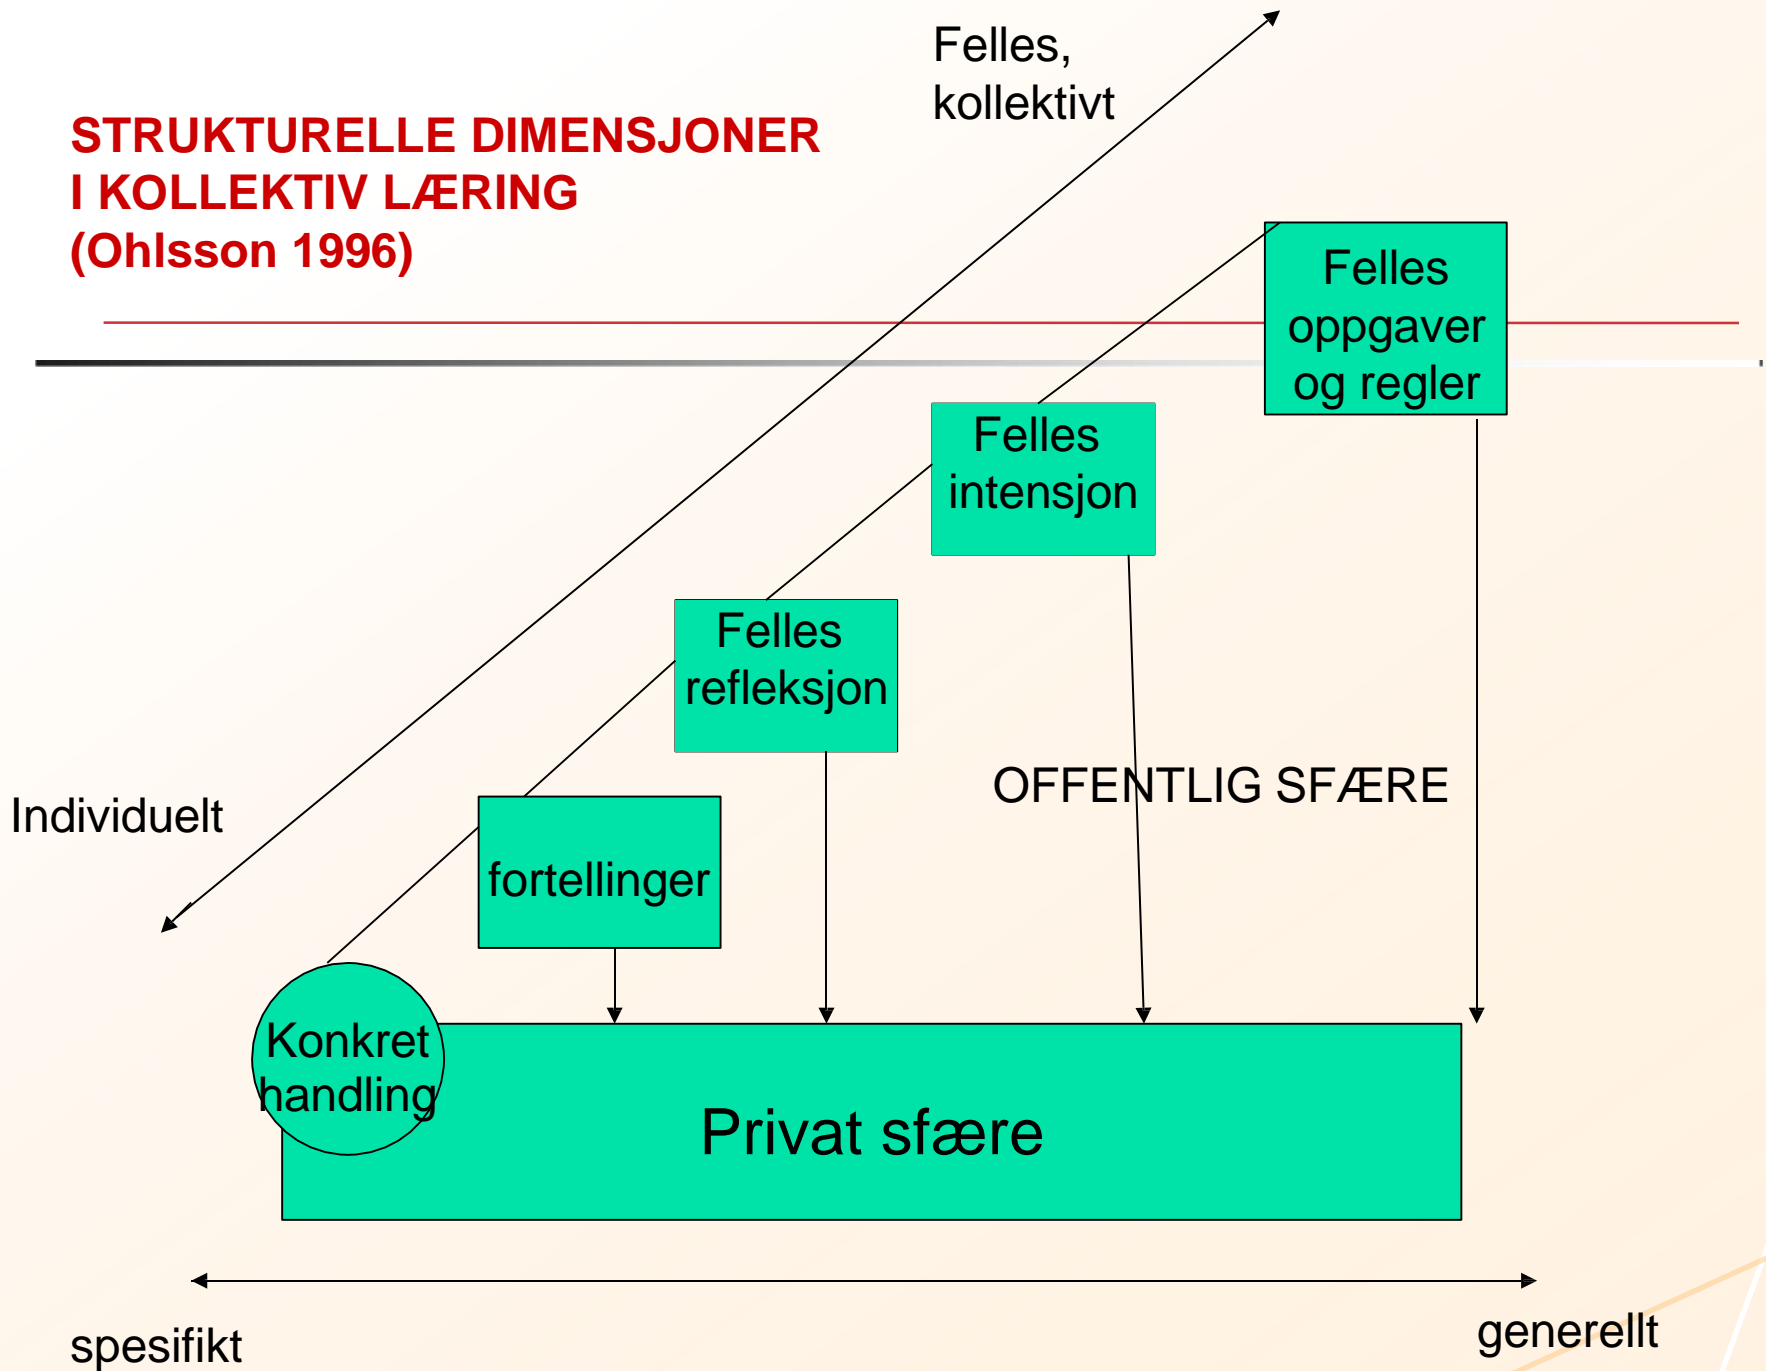 Felles,
kollektivt
STRUKTURELLE DIMENSJONER
I KOLLEKTIV LÆRING
(Ohlsson 1996)
Felles
oppgaver
og regler
Felles
intensjon
Felles
refleksjon
OFFENTLIG SFÆRE
Individuelt
fortellinger
Konkret
handling
Privat sfære
spesifikt
generellt